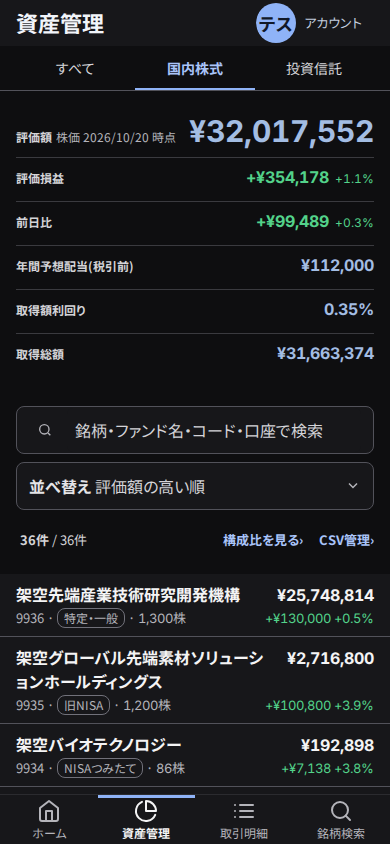 資産管理
テス アカウント
すべて 国内株式 投資信託
評価額 株価 2026/10/20 時点 ¥32,017,552
評価損益 +¥354,178 +1.1%
前日比 +¥99,489 +0.3%
年間予想配当(税引前) ¥112,000
取得額利回り 0.35%
取得総額 ¥31,663,374
銘柄・ファンド名・コード・口座で検索
並べ替え 評価額の高い順
36件 / 36件 構成比を見る› CSV管理›
架空先端産業技術研究開発機構 ¥25,748,814
9936 · 特定・一般 · 1,300株 +¥130,000 +0.5%
架空グローバル先端素材ソリューシ ¥2,716,800
ョンホールディングス
9935 · 旧NISA · 1,200株 +¥100,800 +3.9%
架空バイオテクノロジー ¥192,898
9934 · NISAつみたて · 86株 +¥7,138 +3.8%
ホーム 資産管理 取引明細 銘柄検索